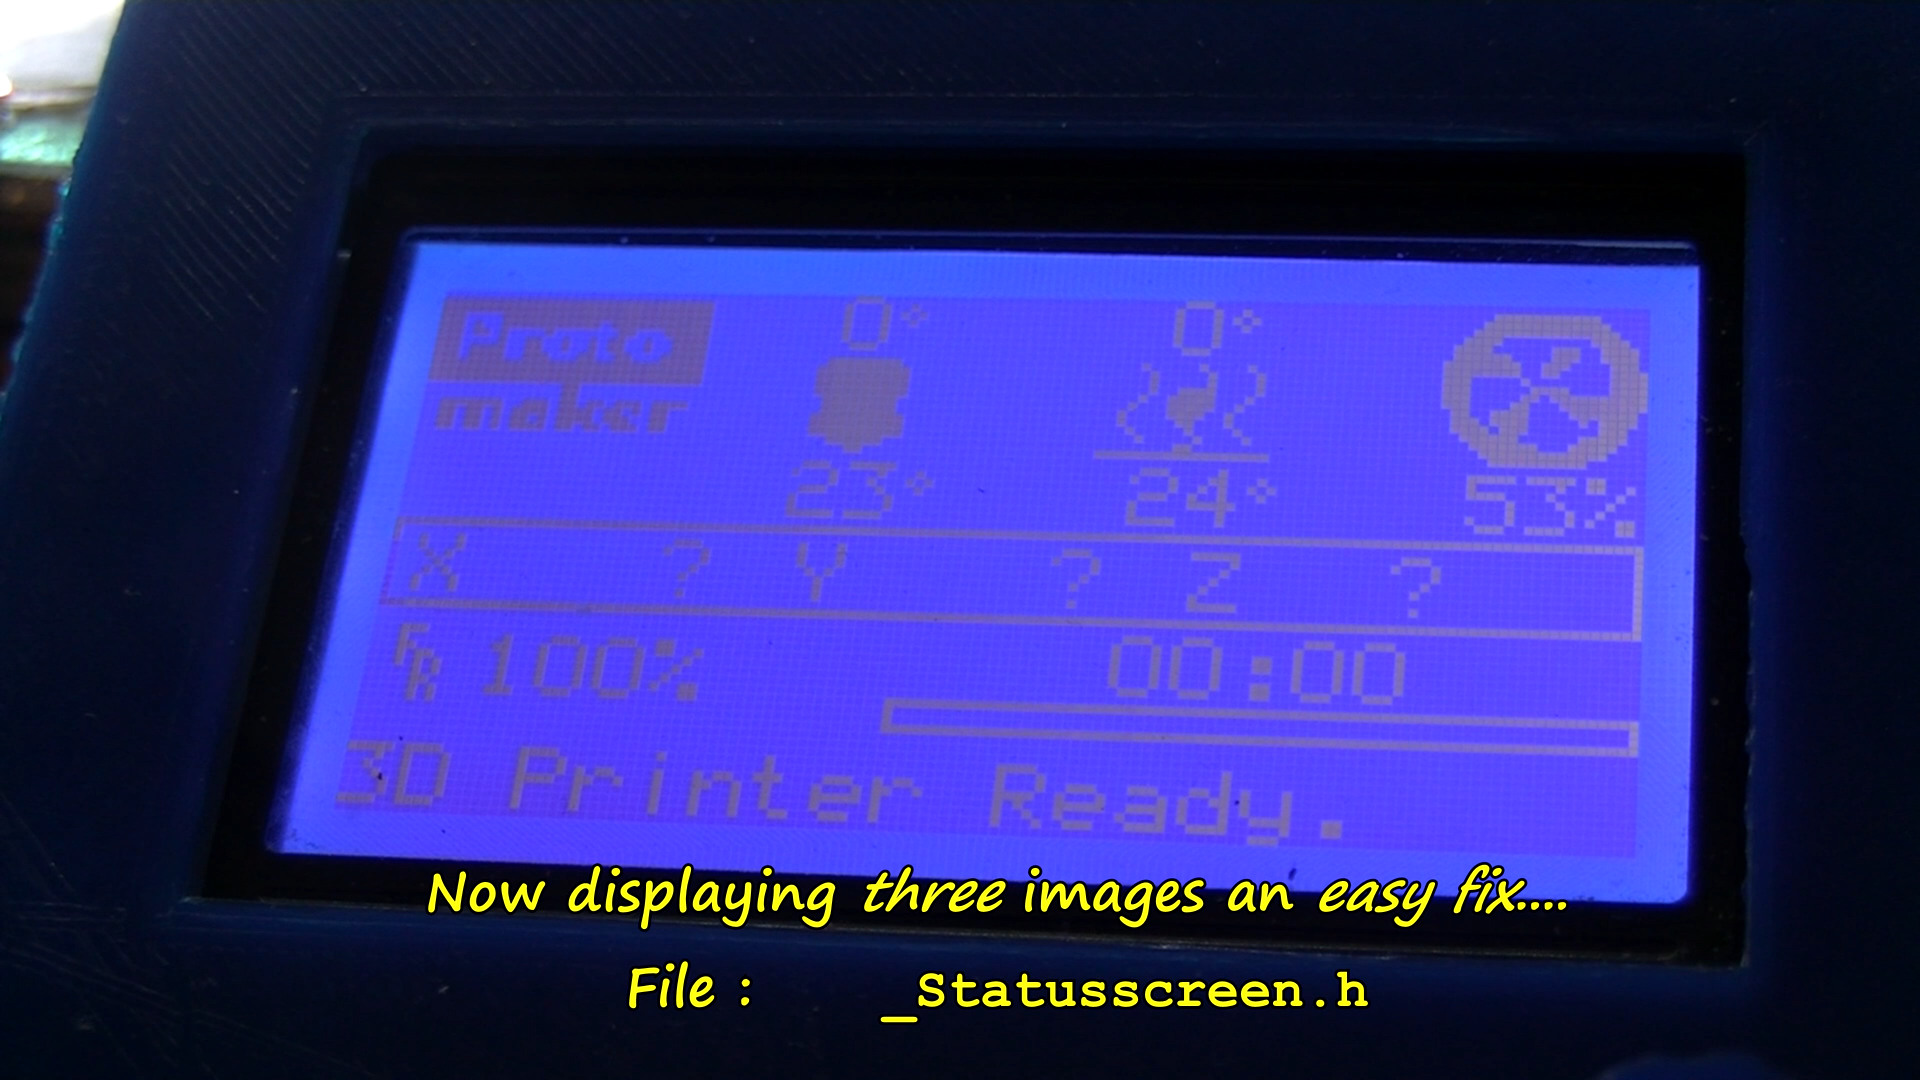 Proto
maker
0° 0°
23° 24° 53%
X ? Y ? Z ?
FR 100% 00:00
3D Printer Ready.
Now displaying three images an easy fix....
File : _Statusscreen.h